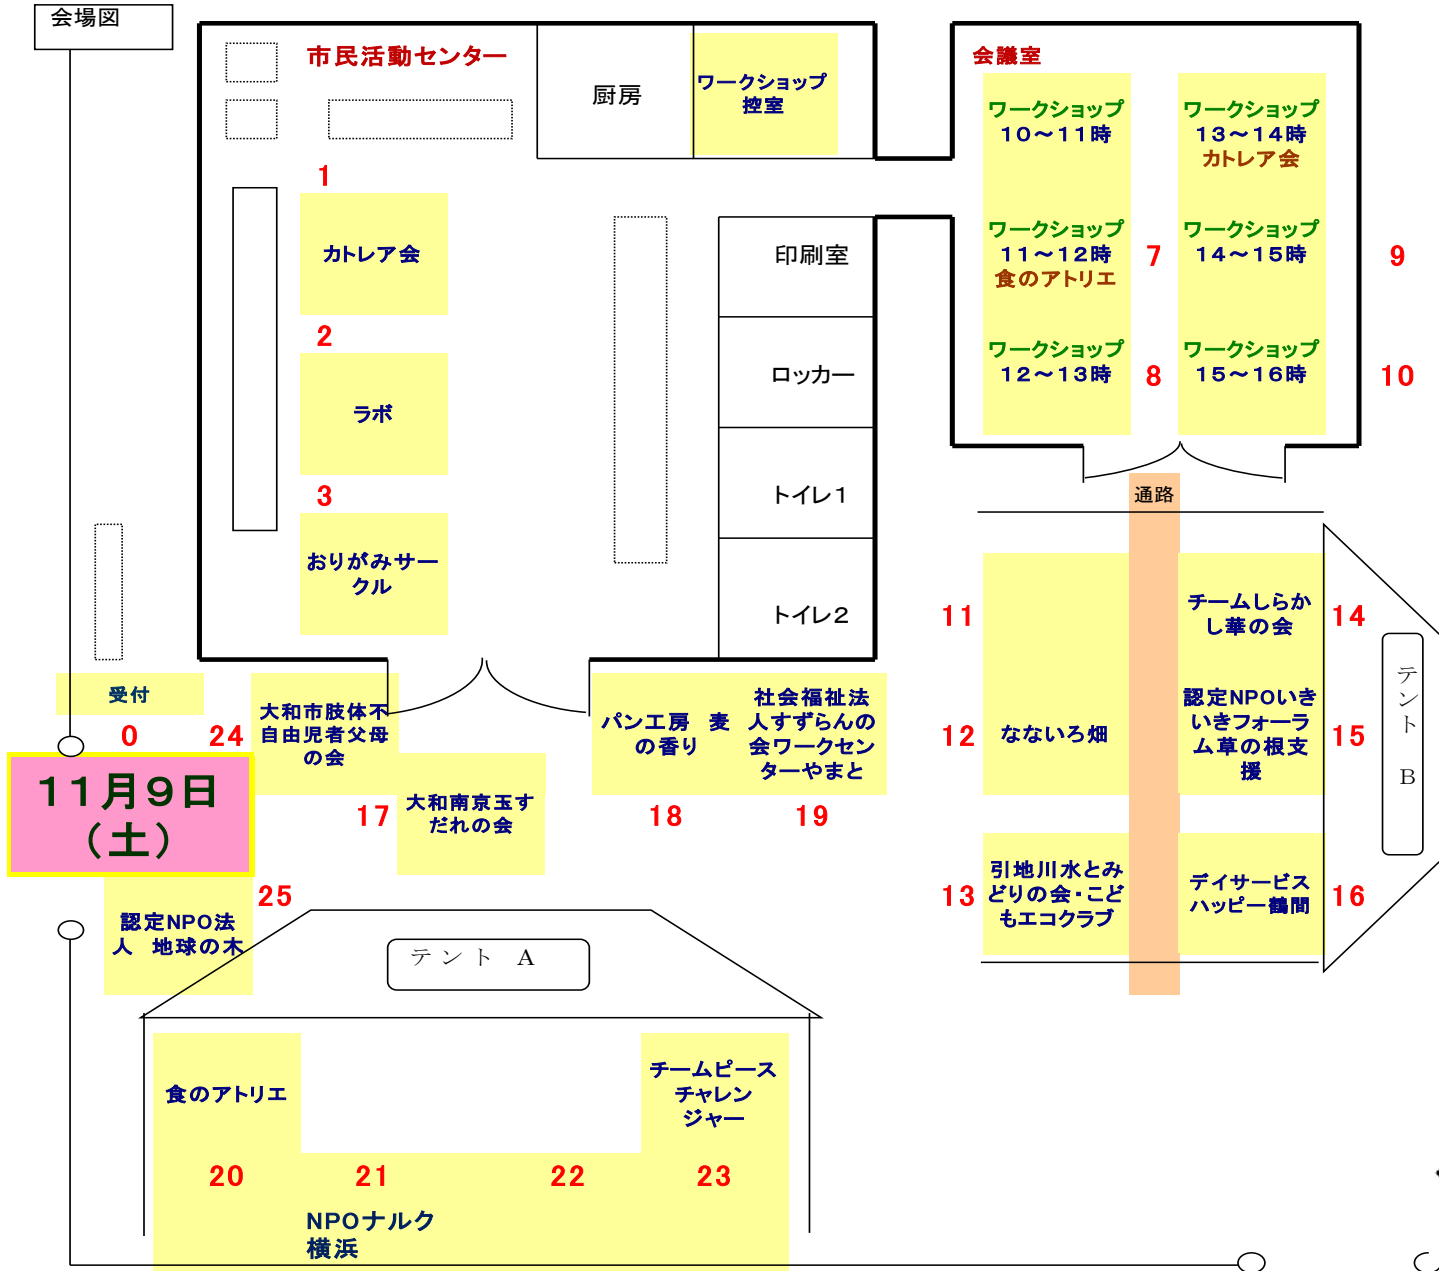 会場図
市民活動センター
厨房
ワークショップ
控室
会議室
ワークショップ
10～11時
ワークショップ
13～14時
カトレア会
1
カトレア会
印刷室
ワークショップ
11～12時
食のアトリエ
7
ワークショップ
14～15時
9
2
ラボ
ロッカー
ワークショップ
12～13時
8
ワークショップ
15～16時
10
3
おりがみサー
クル
トイレ1
トイレ2
通路
11
チームしらか
し華の会
14
テント B
受付
0
24
大和市肢体不
自由児者父母
の会
パン工房 麦
の香り
社会福祉法
人すずらんの
会ワークセン
ターやまと
12
なないろ畑
認定NPOいき
いきフォーラ
ム草の根支
援
15
11月9日
（土）
17
大和南京玉す
だれの会
18
19
25
認定NPO法
人 地球の木
13
引地川水とみ
どりの会・こど
もエコクラブ
デイサービス
ハッピー鶴間
16
テント A
食のアトリエ
チームピース
チャレン
ジャー
20
21
22
23
NPOナルク
横浜